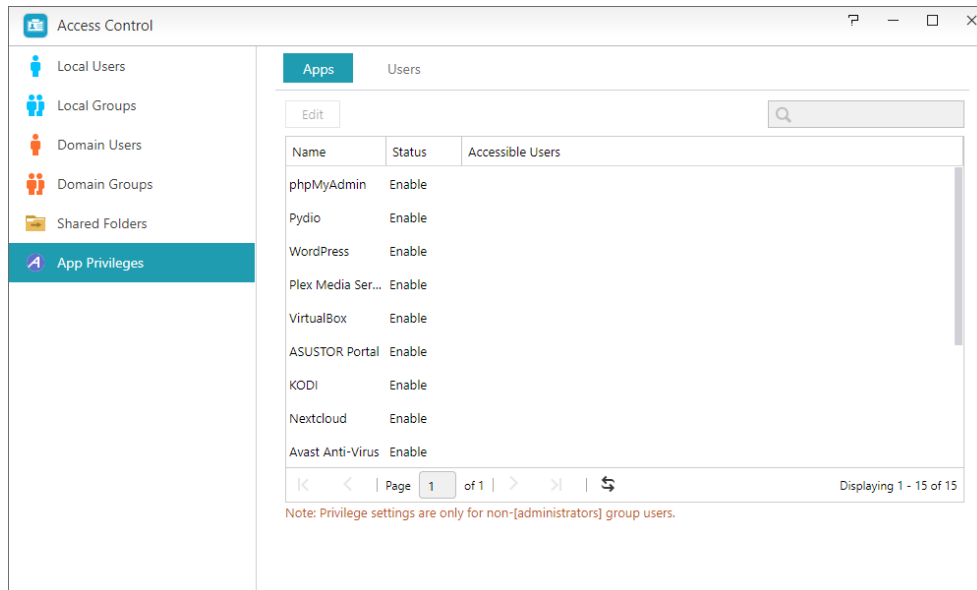 Access Control
Local Users
Local Groups
Domain Users
Domain Groups
Shared Folders
App Privileges
Apps Users
Edit
Name Status Accessible Users
phpMyAdmin Enable
Pydio Enable
WordPress Enable
Plex Media Ser... Enable
VirtualBox Enable
ASUSTOR Portal Enable
KODI Enable
Nextcloud Enable
Avast Anti-Virus Enable
Page 1 of 1 Displaying 1 - 15 of 15
Note: Privilege settings are only for non-[administrators] group users.